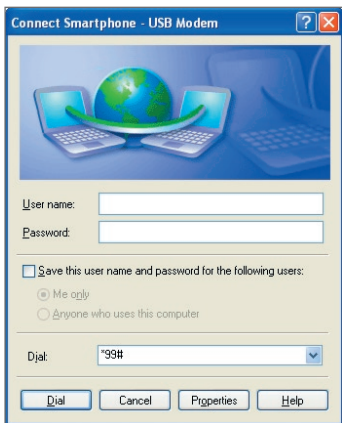 Connect Smartphone - USB Modem
User name:
Password:
Save this user name and password for the following users:
Me only
Anyone who uses this computer
Dial: *99#
Dial Cancel Properties Help